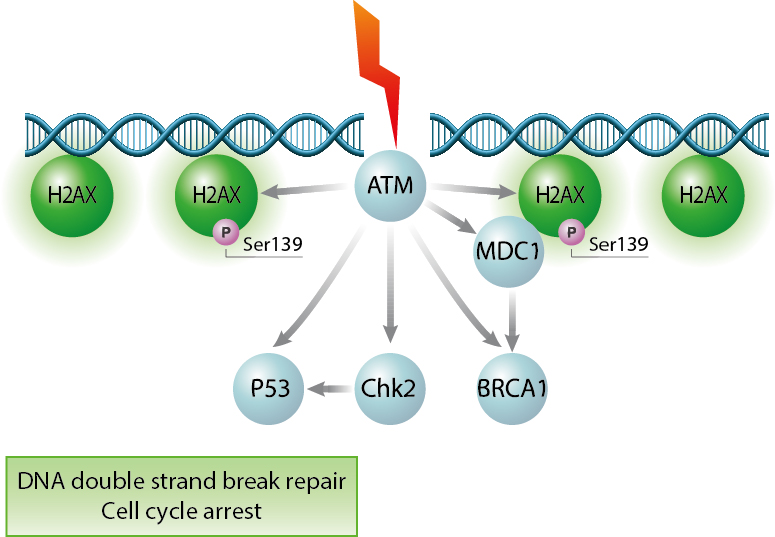 H2AX
H2AX
ATM
H2AX
H2AX
P
Ser139
MDC1
P
Ser139
P53
Chk2
BRCA1
DNA double strand break repair
Cell cycle arrest